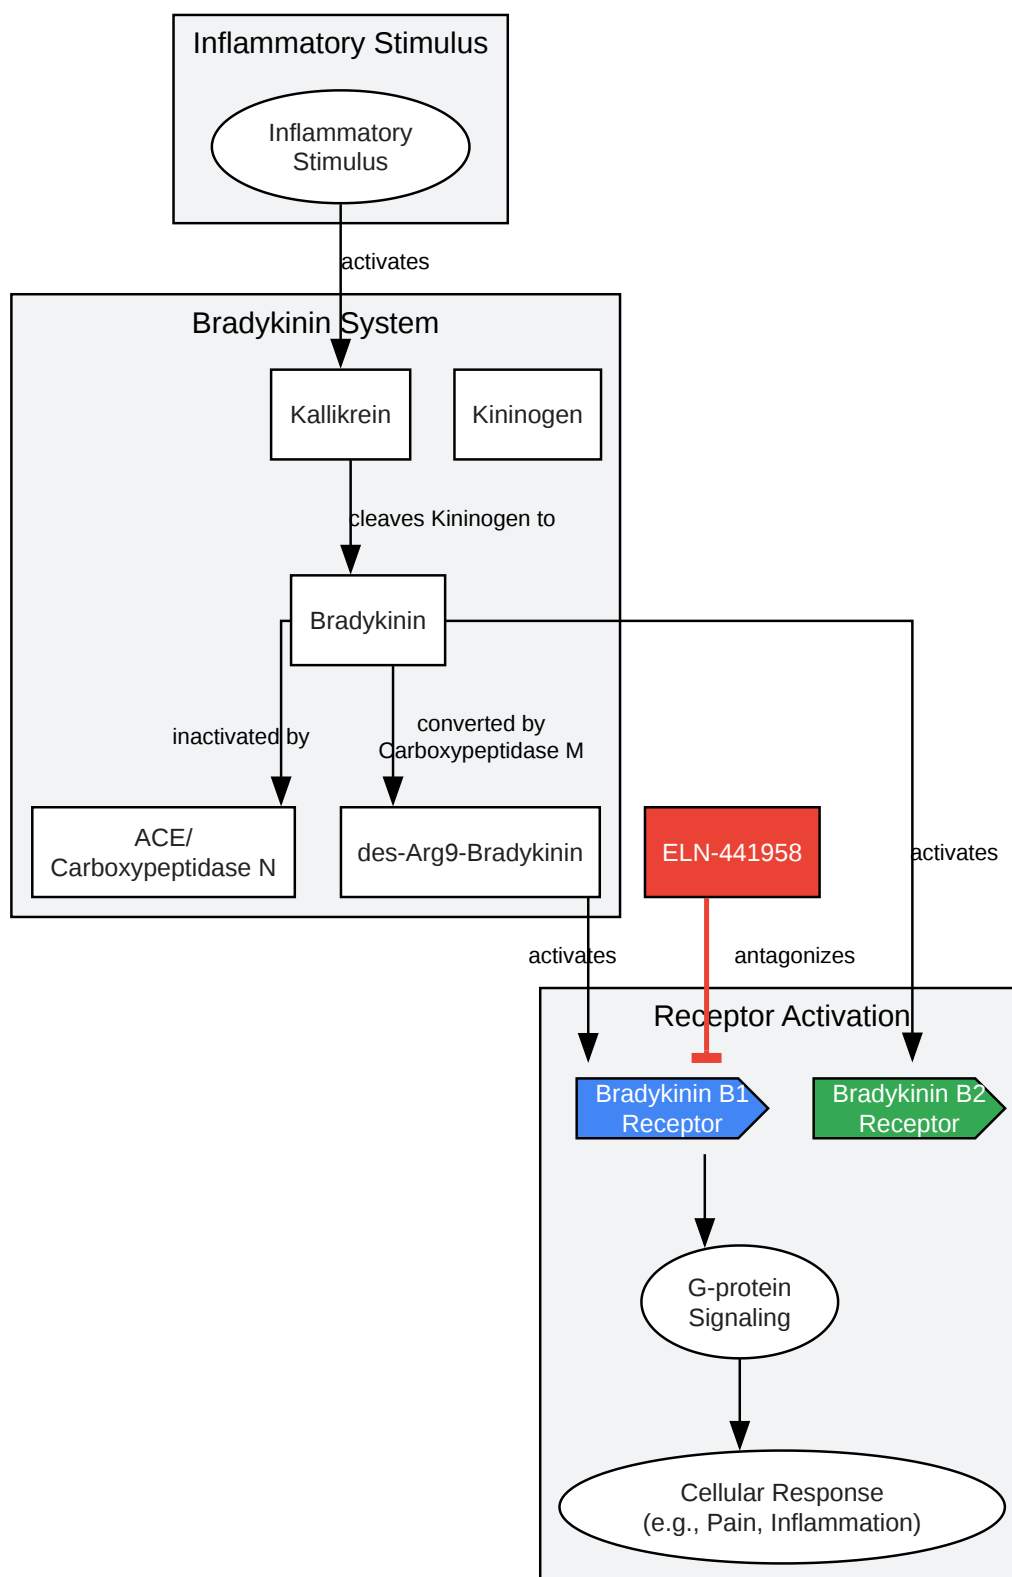 Inflammatory Stimulus
Inflammatory
Stimulus
activates
Bradykinin System
Kallikrein
Kininogen
cleaves Kininogen to
Bradykinin
inactivated by
converted by
Carboxypeptidase M
ACE/
Carboxypeptidase N
des-Arg9-Bradykinin
ELN-441958
activates
activates
antagonizes
Receptor Activation
Bradykinin B1
Receptor
Bradykinin B2
Receptor
G-protein
Signaling
Cellular Response
(e.g., Pain, Inflammation)